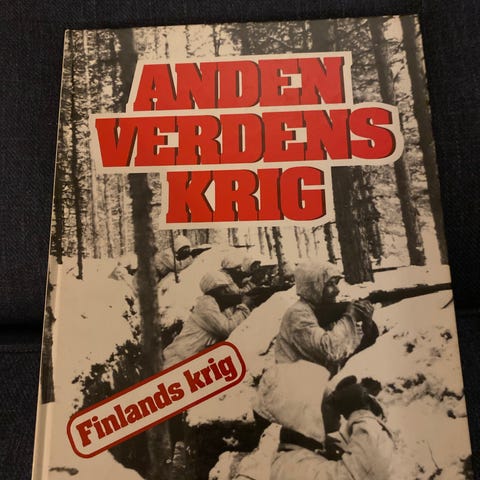 ANDEN
VERDENS
KRIG
Finlands krig